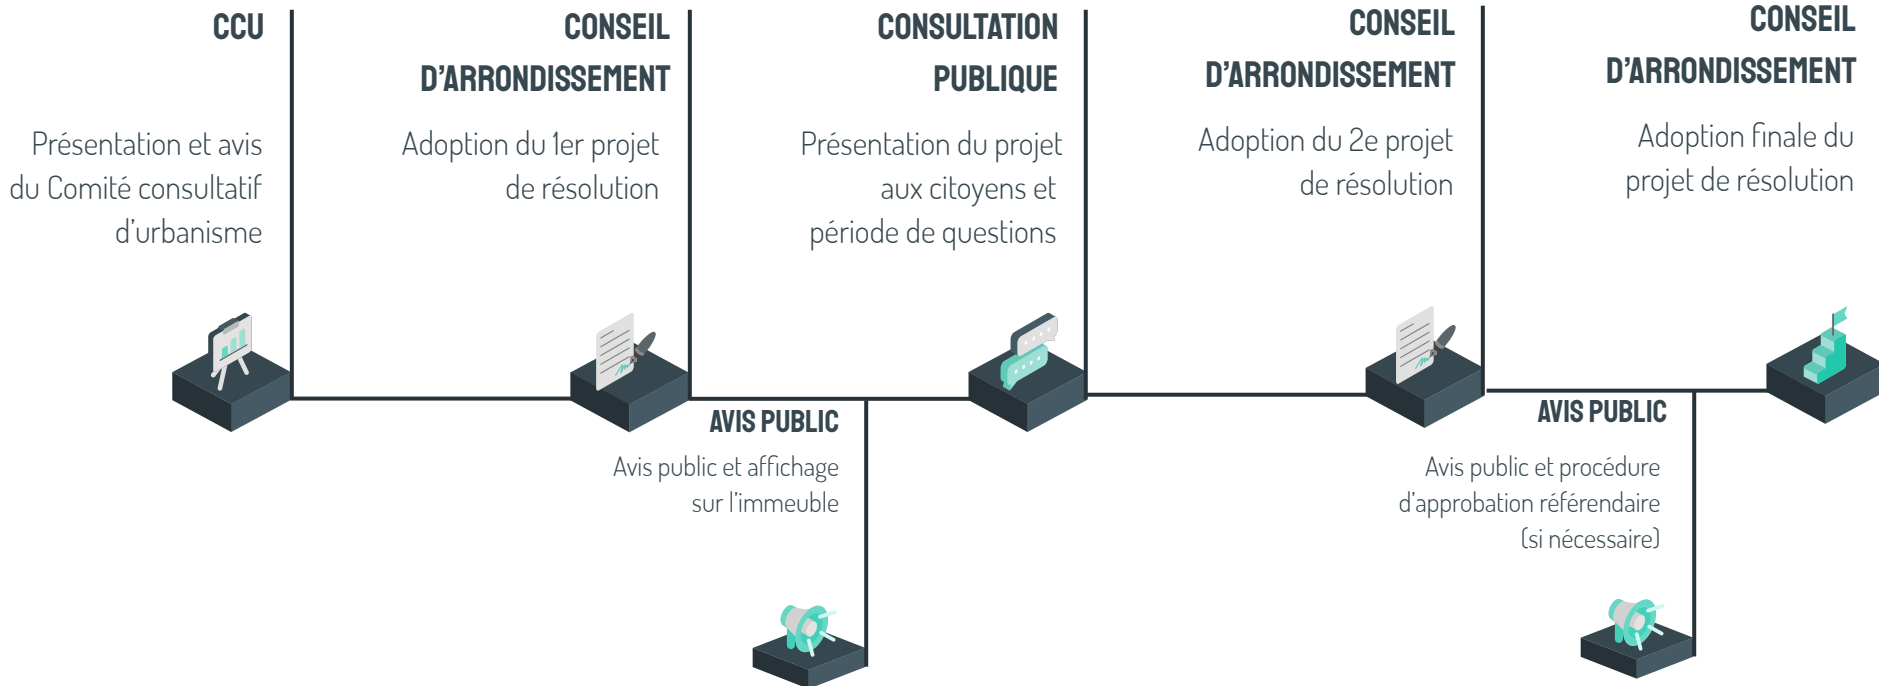 CCU
Présentation et avis
du Comité consultatif
d'urbanisme
CONSEIL
D'ARRONDISSEMENT
Adoption du 1er projet
de résolution
AVIS PUBLIC
Avis public et affichage
sur l'immeuble
CONSULTATION
PUBLIQUE
Présentation du projet
aux citoyens et
période de questions
CONSEIL
D'ARRONDISSEMENT
Adoption du 2e projet
de résolution
AVIS PUBLIC
Avis public et procédure
d'approbation référendaire
(si nécessaire)
CONSEIL
D'ARRONDISSEMENT
Adoption finale du
projet de résolution